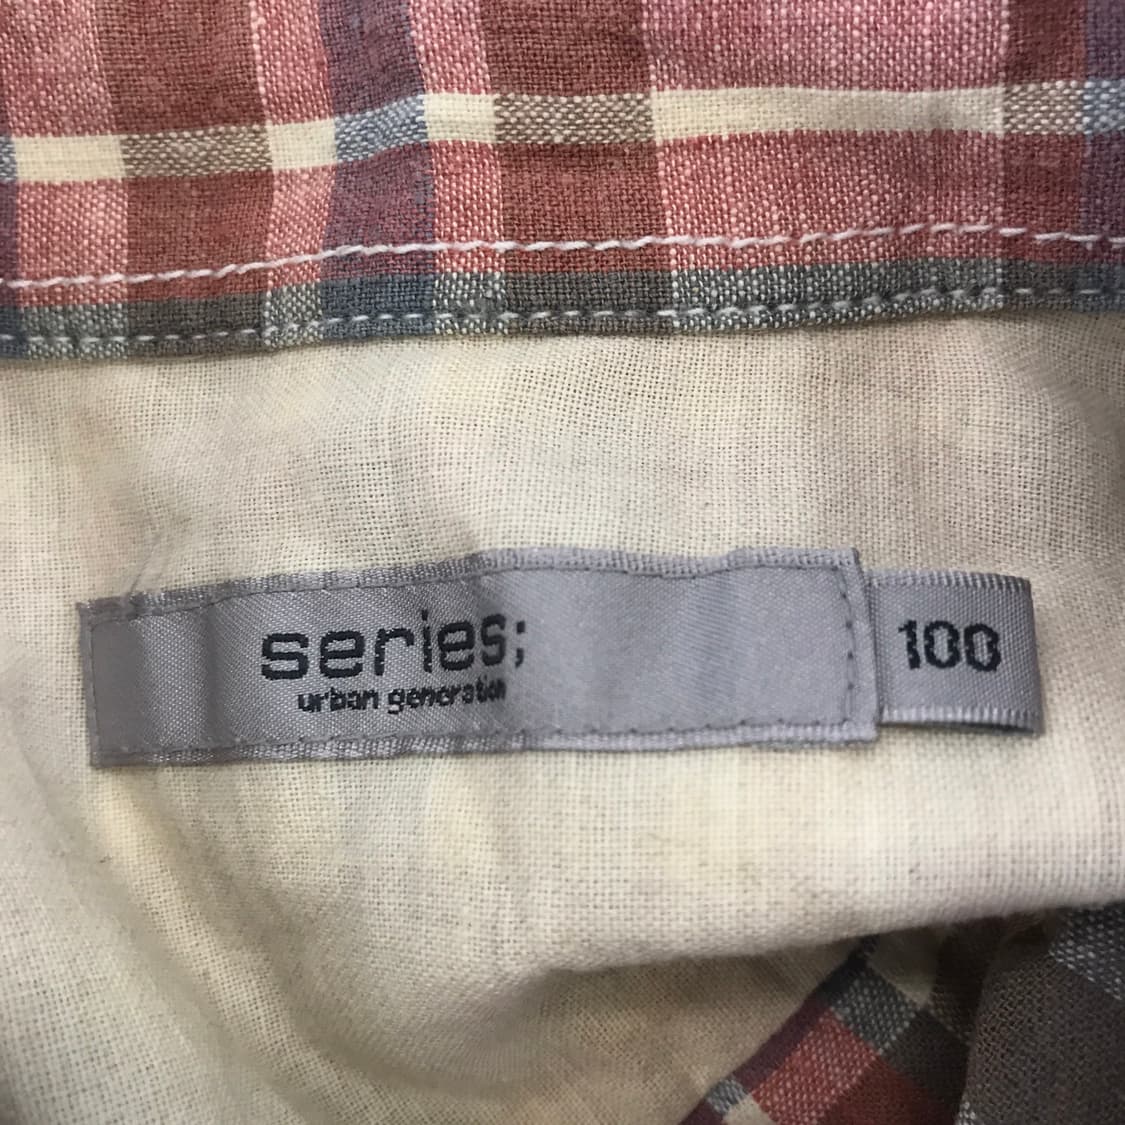 series;
urban generation
100